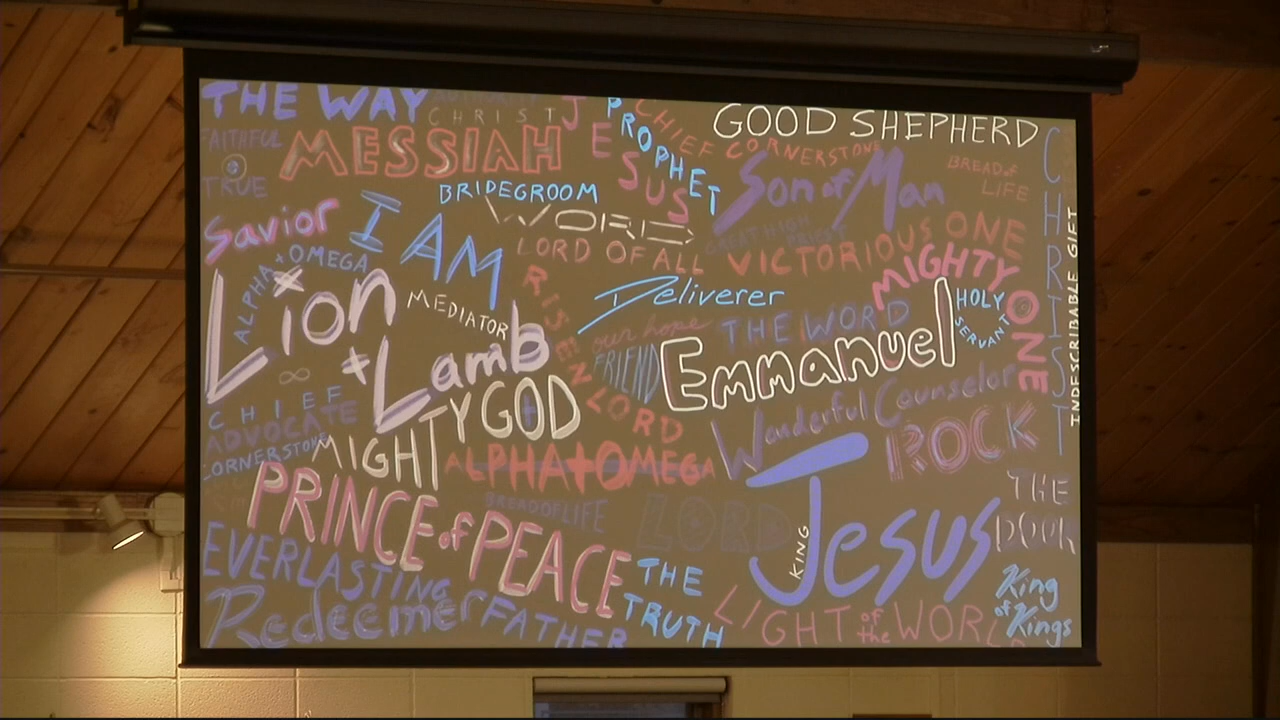 THE WAY
CHRIST
JESUS
PROPHET
CHIEF CORNERSTONE
GOOD SHEPHERD
FAITHFUL
TRUE
MESSIAH
BRIDEGROOM
Son of Man
BREAD of
LIFE
CHRIST
INDESCRIBABLE GIFT
Savior
I AM
WORD
LORD OF ALL
GREAT HIGH
VICTORIOUS ONE
ALPHA + OMEGA
MIGHTY ONE
Lion
+ Lamb
MEDIATOR
RISEN LORD
Deliverer
our hope
THE WORD
HOLY
SERVANT
FRIEND
Emmanuel
CHIEF
ADVOCATE
CORNERSTONE
MIGHTY GOD
Wonderful Counselor
ROCK
ALPHA + OMEGA
PRINCE of PEACE
BREAD OF LIFE
LORD
Jesus
KING
THE
DOOR
EVERLASTING
FATHER
Redeemer
THE
TRUTH
LIGHT of the WORLD
King
of Kings